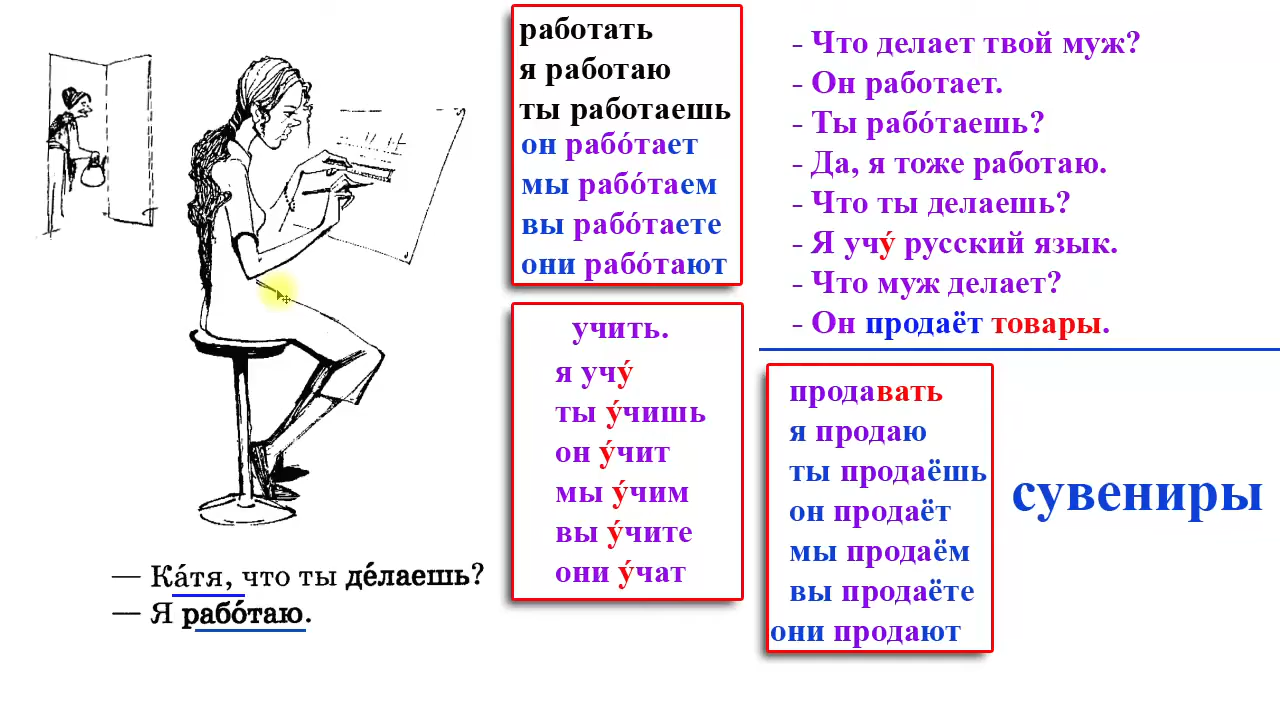 — Ка́тя, что ты де́лаешь?
— Я рабо́таю.
работать
я работаю
ты работаешь
он рабо́тает
мы рабо́таем
вы рабо́таете
они рабо́тают
учить.
я учу́
ты у́чишь
он у́чит
мы у́чим
вы у́чите
они у́чат
- Что делает твой муж?
- Он работает.
- Ты рабо́таешь?
- Да, я тоже работаю.
- Что ты делаешь?
- Я учу́ русский язык.
- Что муж делает?
- Он продаёт товары.
продавать
я продаю
ты продаёшь
он продаёт
мы продаём
вы продаёте
они продают
сувениры